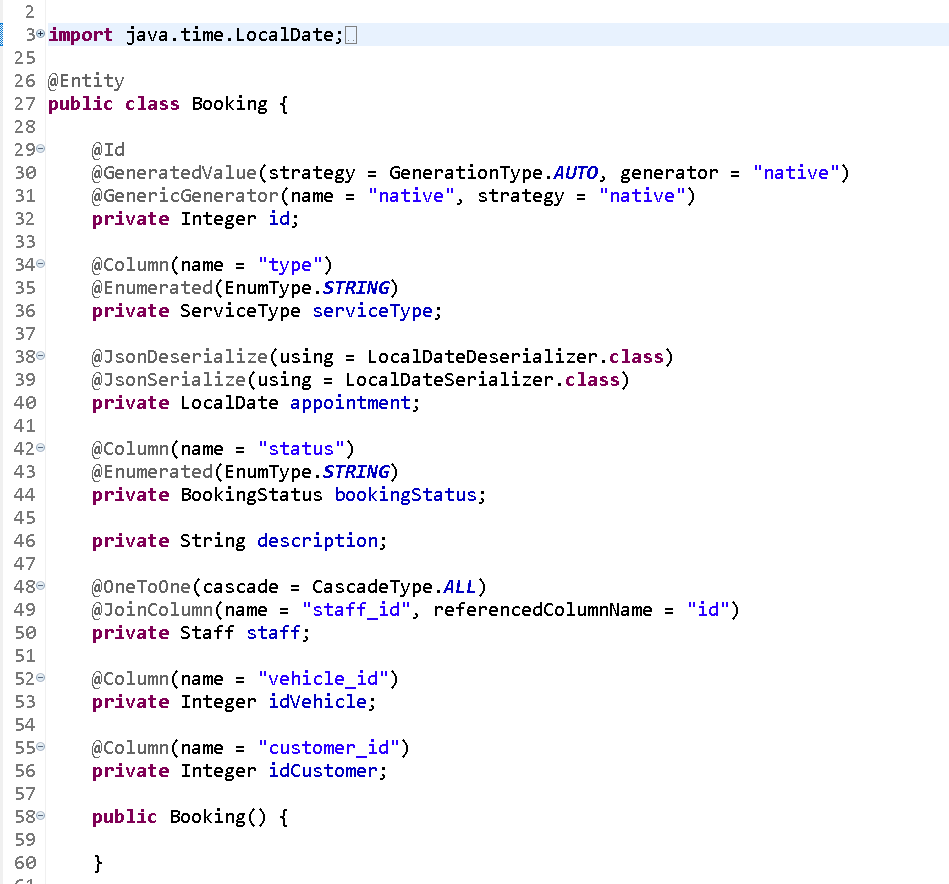 2
3 import java.time.LocalDate;
25
26 @Entity
27 public class Booking {
28
29 @Id
30 @GeneratedValue(strategy = GenerationType.AUTO, generator = "native")
31 @GenericGenerator(name = "native", strategy = "native")
32 private Integer id;
33
34 @Column(name = "type")
35 @Enumerated(EnumType.STRING)
36 private ServiceType serviceType;
37
38 @JsonDeserialize(using = LocalDateDeserializer.class)
39 @JsonSerialize(using = LocalDateSerializer.class)
40 private LocalDate appointment;
41
42 @Column(name = "status")
43 @Enumerated(EnumType.STRING)
44 private BookingStatus bookingStatus;
45
46 private String description;
47
48 @OneToOne(cascade = CascadeType.ALL)
49 @JoinColumn(name = "staff_id", referencedColumnName = "id")
50 private Staff staff;
51
52 @Column(name = "vehicle_id")
53 private Integer idVehicle;
54
55 @Column(name = "customer_id")
56 private Integer idCustomer;
57
58 public Booking() {
59
60 }